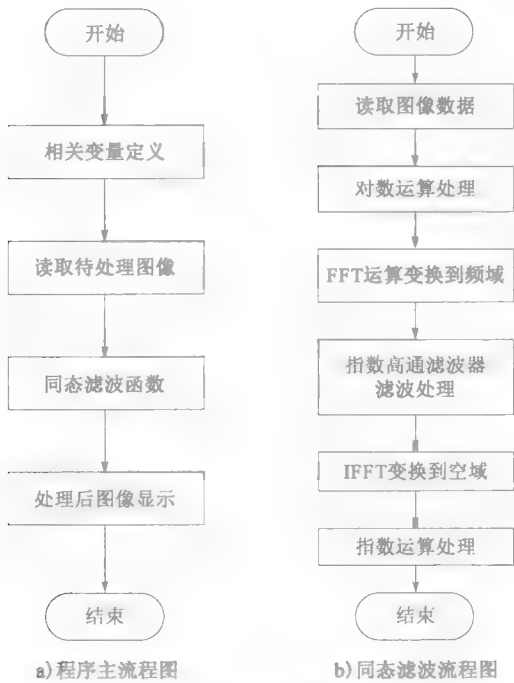 开始
相关变量定义
读取待处理图像
同态滤波函数
处理后图像显示
结束
a)程序主流程图
开始
读取图像数据
对数运算处理
FFT运算变换到频域
指数高通滤波器
滤波处理
IFFT变换到空域
指数运算处理
结束
b)同态滤波流程图